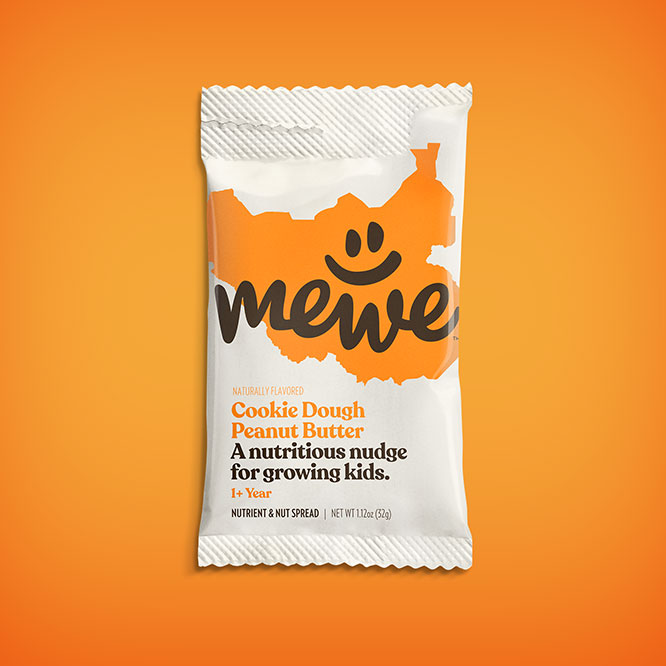 mewe
NATURALLY FLAVORED
Cookie Dough
Peanut Butter
A nutritious nudge
for growing kids.
1+ Year
NUTRIENT & NUT SPREAD | NET WT 1.12oz (32g)